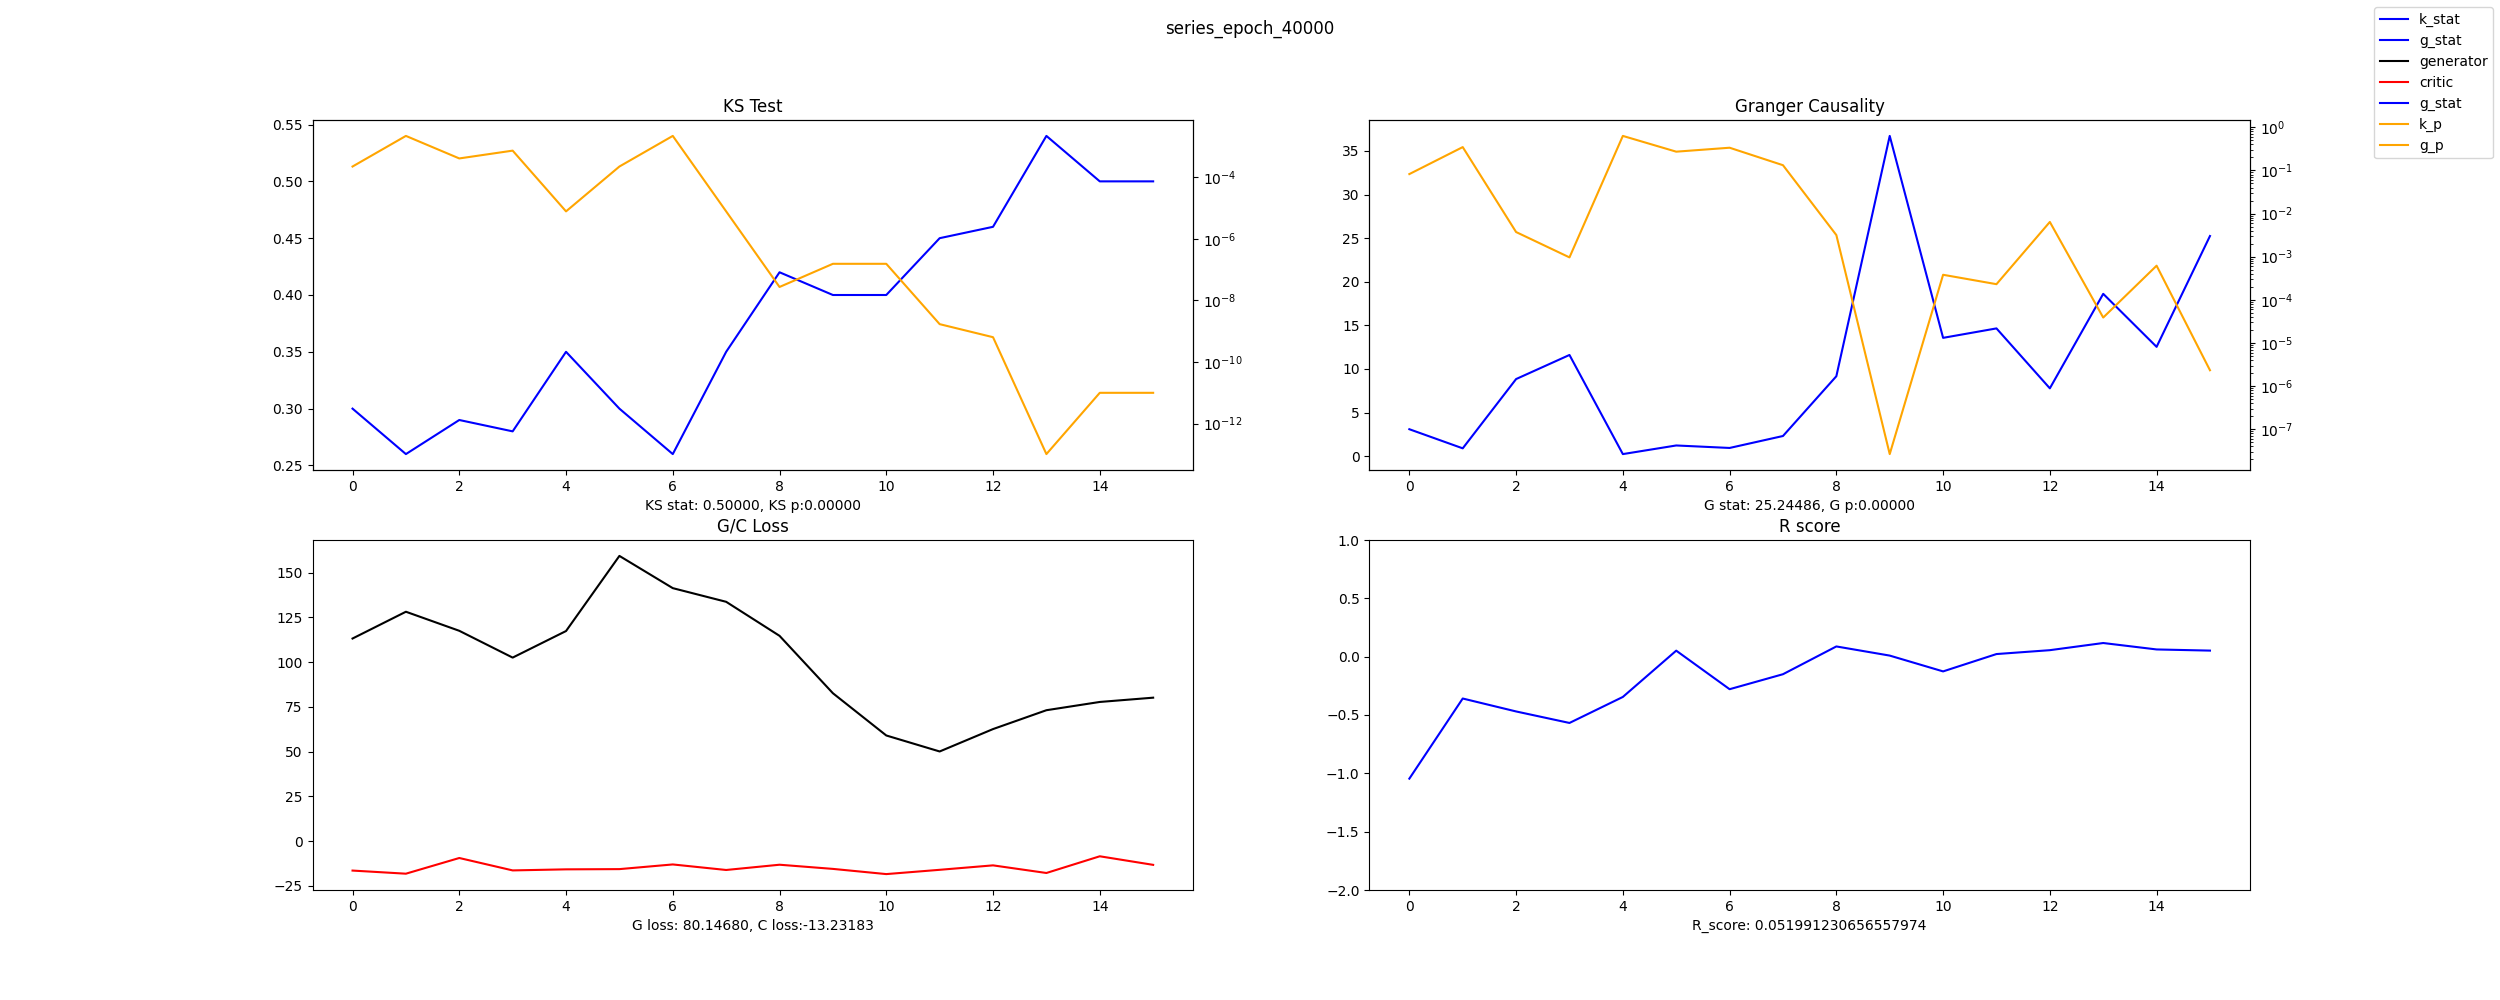 series_epoch_40000
k_stat
g_stat
generator
critic
g_stat
k_p
g_p
KS Test
0.55
0.50
0.45
0.40
0.35
0.30
0.25
10⁻⁴
10⁻⁶
10⁻⁸
10⁻¹⁰
10⁻¹²
0 2 4 6 8 10 12 14
KS stat: 0.50000, KS p:0.00000
Granger Causality
35
30
25
20
15
10
5
0
10⁰
10⁻¹
10⁻²
10⁻³
10⁻⁴
10⁻⁵
10⁻⁶
10⁻⁷
0 2 4 6 8 10 12 14
G stat: 25.24486, G p:0.00000
G/C Loss
150
125
100
75
50
25
0
−25
0 2 4 6 8 10 12 14
G loss: 80.14680, C loss:-13.23183
R score
1.0
0.5
0.0
−0.5
−1.0
−1.5
−2.0
0 2 4 6 8 10 12 14
R_score: 0.051991230656557974